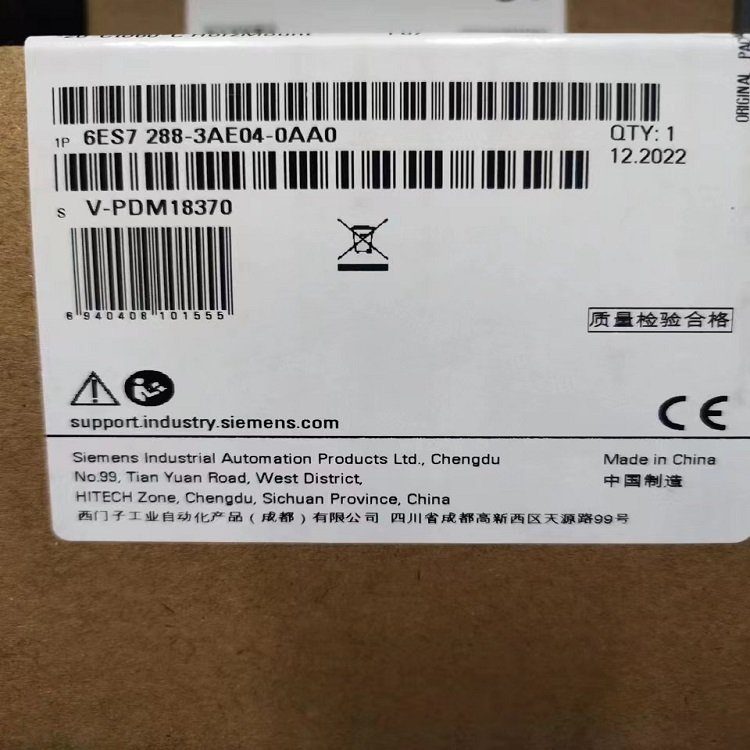 ORIGINAL
1P 6ES7 288-3AE04-0AA0
QTY: 1
12.2022
S V-PDM18370
6 940408 101555
质量检验合格
CE
support.industry.siemens.com
Siemens Industrial Automation Products Ltd., Chengdu
No.99, Tian Yuan Road, West District,
HITECH Zone, Chengdu, Sichuan Province, China
西门子工业自动化产品（成都）有限公司 四川省成都高新西区天源路99号
Made in China
中国制造